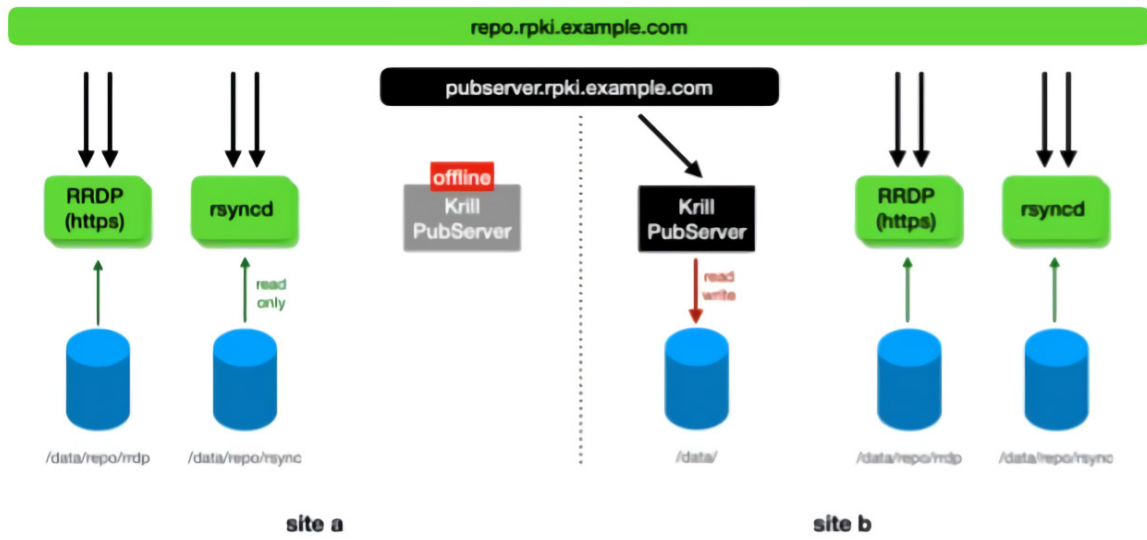 repo.rpki.example.com
pubserver.rpki.example.com
RRDP
(https)
rsyncd
offline
Krill
PubServer
Krill
PubServer
RRDP
(https)
rsyncd
read
only
read
write
/data/repo/rrdp
/data/repo/rsync
/data/
/data/repo/rrdp
/data/repo/rsync
site a
site b